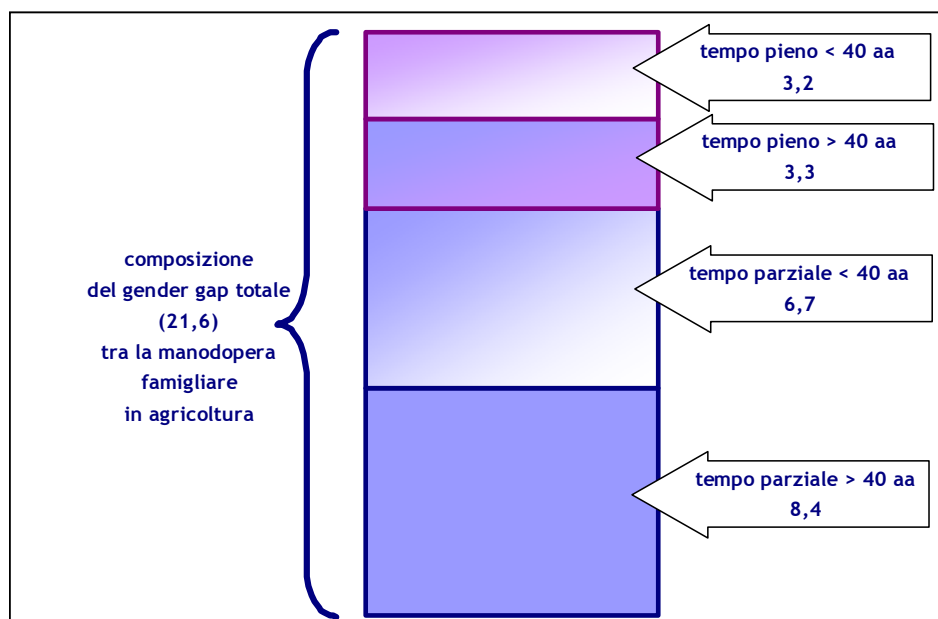 tempo pieno < 40 aa
3,2
tempo pieno > 40 aa
3,3
composizione
del gender gap totale
(21,6)
tra la manodopera
famigliare
in agricoltura
tempo parziale < 40 aa
6,7
tempo parziale > 40 aa
8,4